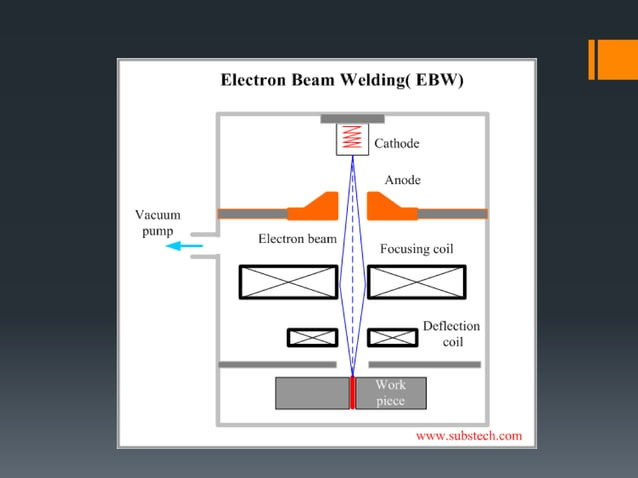 Electron Beam Welding( EBW)
Cathode
Anode
Vacuum
pump
Electron beam
Focusing coil
Deflection
coil
Work
piece
www.substech.com